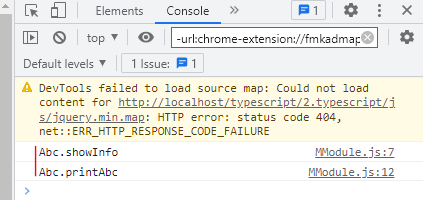 Elements Console » 1
top ▼ -url:chrome-extension://fmkadmap
Default levels ▼ 1 Issue: 1
DevTools failed to load source map: Could not load
content for http://localhost/typescript/2.typescript/j
s/jquery.min.map: HTTP error: status code 404,
net::ERR_HTTP_RESPONSE_CODE_FAILURE
Abc.showInfo MModule.js:7
Abc.printAbc MModule.js:12